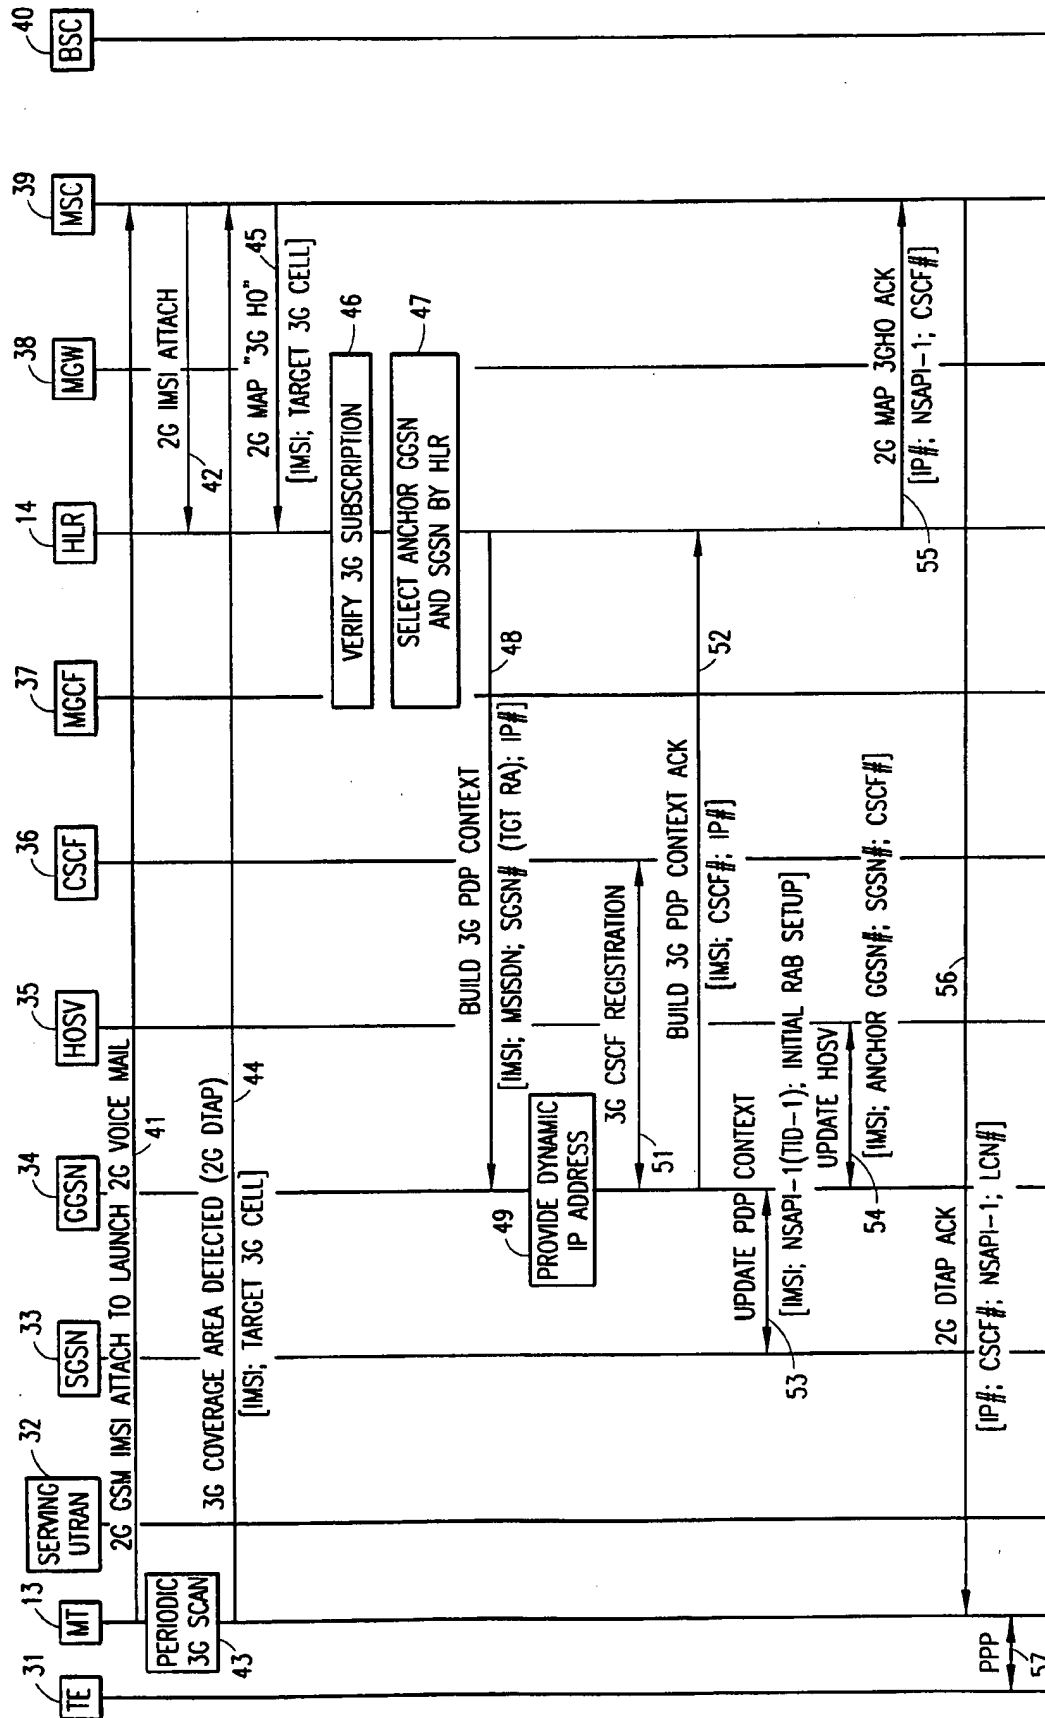 31
TE
13
MT
32
SERVING
UTRAN
33
SGSN
34
GGSN
35
HOSV
36
CSCF
37
MGCF
14
HLR
38
MGW
39
MSC
40
BSC
2G GSM IMSI ATTACH TO LAUNCH 2G VOICE MAIL
41
PERIODIC
3G SCAN
43
2G IMSI ATTACH
42
3G COVERAGE AREA DETECTED (2G DTAP)
44
[IMSI; TARGET 3G CELL]
2G MAP "3G HO"
45
[IMSI; TARGET 3G CELL]
VERIFY 3G SUBSCRIPTION
46
SELECT ANCHOR GGSN
AND SGSN BY HLR
47
BUILD 3G PDP CONTEXT
48
[IMSI; MSISDN; SGSN# (TGT RA); IP#]
49
PROVIDE DYNAMIC
IP ADDRESS
3G CSCF REGISTRATION
51
BUILD 3G PDP CONTEXT ACK
52
[IMSI; CSCF#; IP#]
UPDATE PDP CONTEXT
53
[IMSI; NSAPI-1(TID-1); INITIAL RAB SETUP]
UPDATE HOSV
54
[IMSI; ANCHOR GGSN#; SGSN#; CSCF#]
2G MAP 3GHO ACK
55
[IP#; NSAPI-1; CSCF#]
2G DTAP ACK
56
[IP#; CSCF#; NSAPI-1; LCN#]
PPP
57